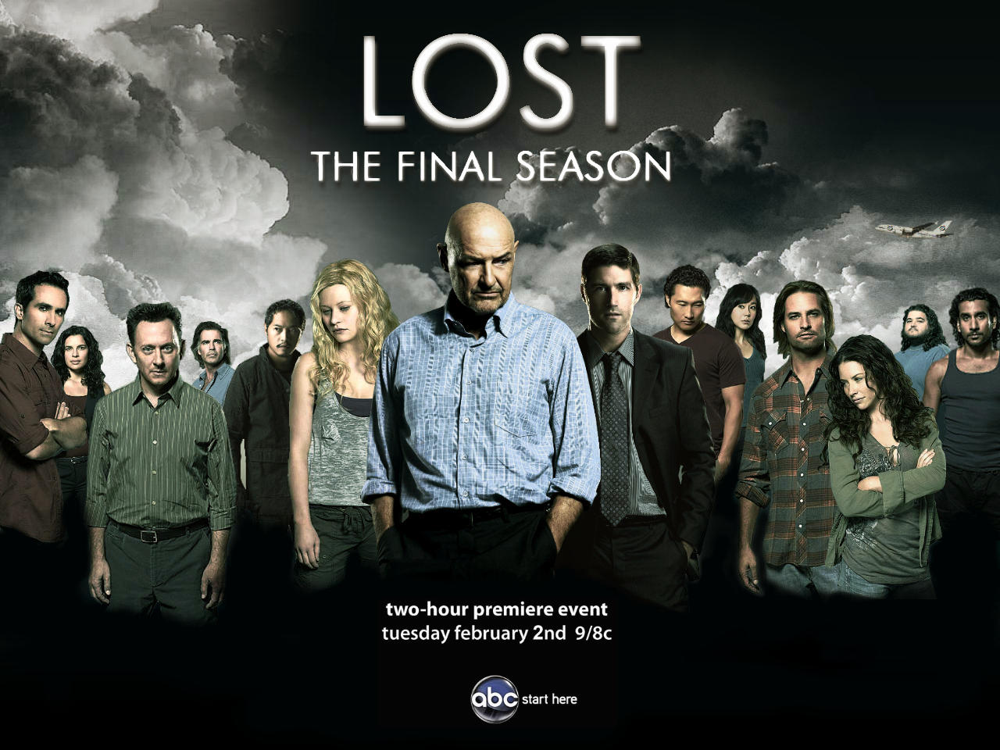 LOST
THE FINAL SEASON
two-hour premiere event
tuesday february 2nd 9/8c
abc start here